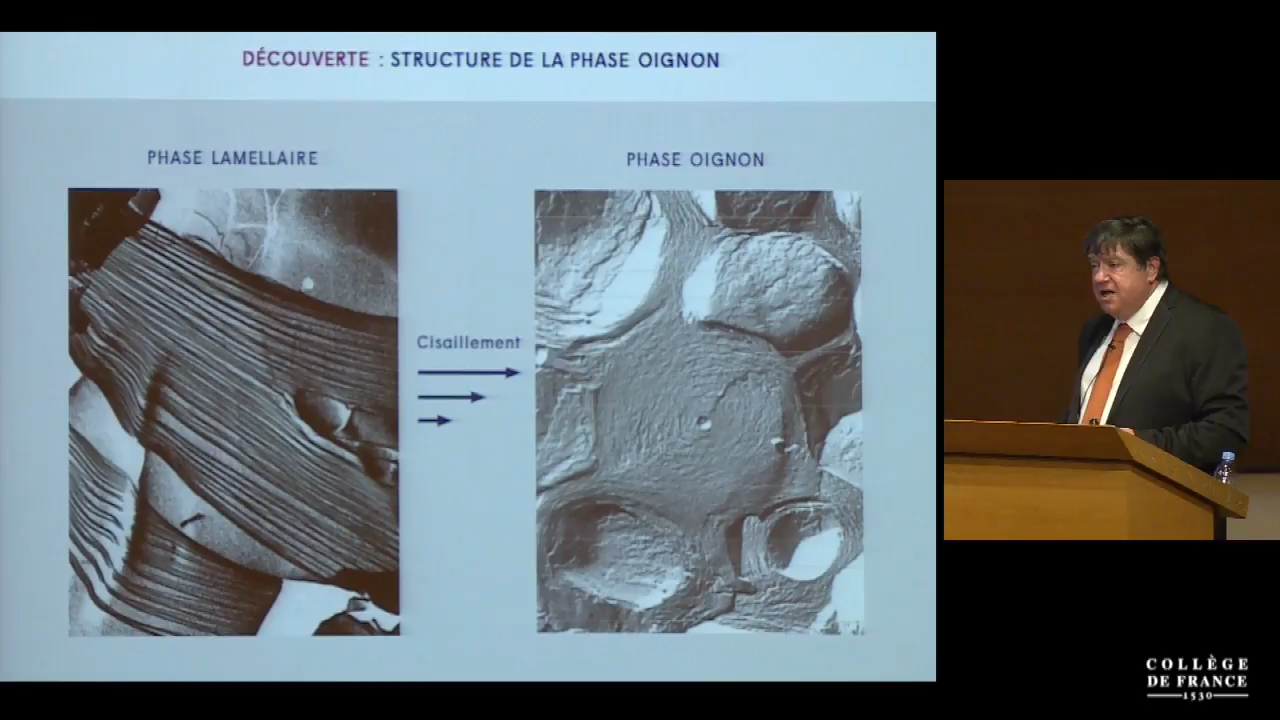 DÉCOUVERTE : STRUCTURE DE LA PHASE OIGNON
PHASE LAMELLAIRE
PHASE OIGNON
Cisaillement
COLLÈGE
DE FRANCE
1530